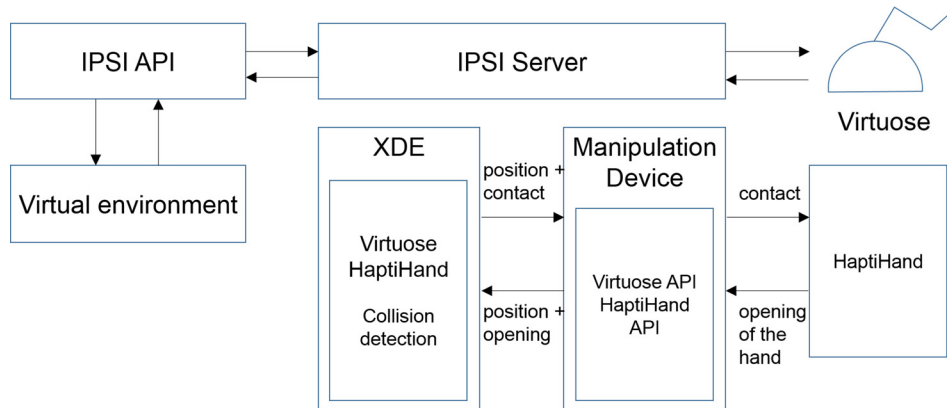 IPSI API
IPSI Server
Virtuose
Virtual environment
XDE
Virtuose
HaptiHand
Collision
detection
position +
contact
position +
opening
Manipulation
Device
Virtuose API
HaptiHand
API
contact
opening
of the
hand
HaptiHand